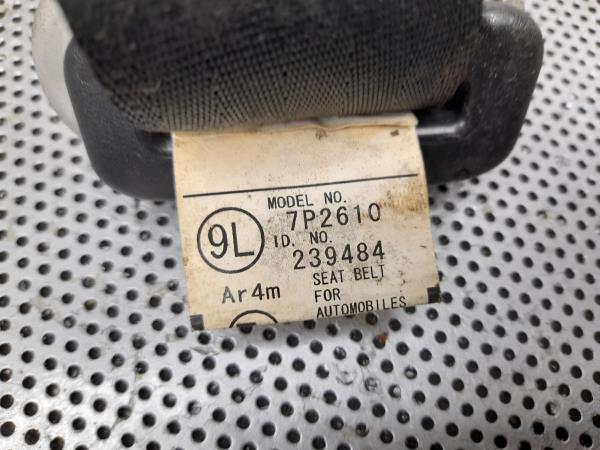 MODEL NO.
7P2610
9L
ID. NO.
239484
Ar4m
SEAT BELT
FOR
AUTOMOBILES